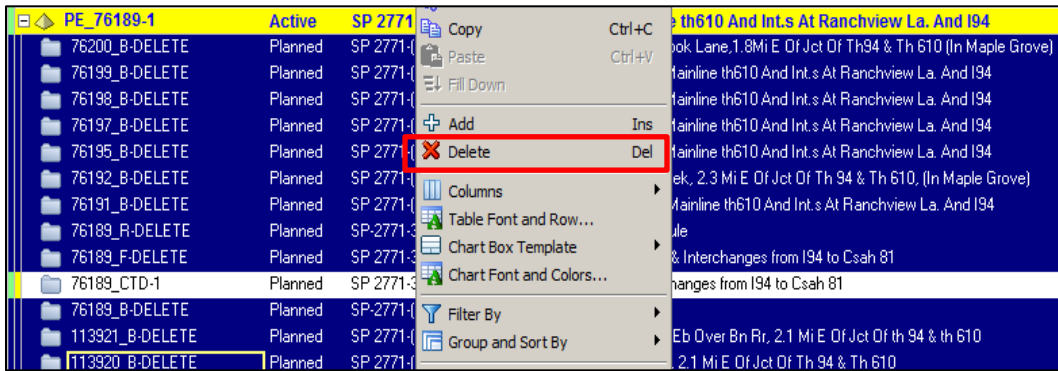 PE_76189-1 Active SP 2771 Copy Ctrl+C th610 And Int.s At Ranchview La. And I94
76200_B-DELETE Planned SP 2771-( Paste Ctrl+V ok Lane,1.8Mi E Of Jct Of Th94 & Th 610 (In Maple Grove)
76199_B-DELETE Planned SP 2771-( Fill Down Mainline th610 And Int.s At Ranchview La. And I94
76198_B-DELETE Planned SP 2771-( Mainline th610 And Int.s At Ranchview La. And I94
76197_B-DELETE Planned SP 2771-( Add Ins Mainline th610 And Int.s At Ranchview La. And I94
76195_B-DELETE Planned SP 2771-( Delete Del Mainline th610 And Int.s At Ranchview La. And I94
76192_B-DELETE Planned SP 2771-( Columns ek, 2.3 Mi E Of Jct Of Th 94 & Th 610, (In Maple Grove)
76191_B-DELETE Planned SP 2771-( Table Font and Row... Mainline th610 And Int.s At Ranchview La. And I94
76189_R-DELETE Planned SP 2771-3 Chart Box Template ule
76189_F-DELETE Planned SP 2771-3 & Interchanges from I94 to Csah 81
76189_CTD-1 Planned SP 2771-3 Chart Font and Colors... hanges from I94 to Csah 81
76189_B-DELETE Planned SP-2771-( Filter By
113921_B-DELETE Planned SP 2771-( Group and Sort By Eb Over Bn Rr, 2.1 Mi E Of Jct Of th 94 & th 610
113920_B-DELETE Planned SP 2771-( 2.1 Mi E Of Jct Of Th 94 & Th 610